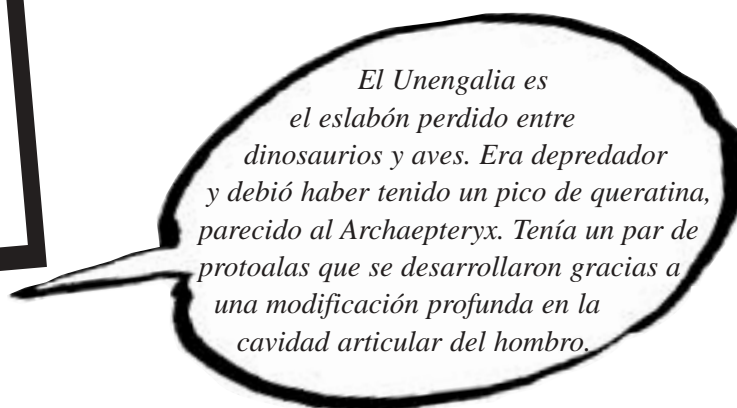 El Unengalia es
el eslabón perdido entre
dinosaurios y aves. Era depredador
y debió haber tenido un pico de queratina,
parecido al Archaepteryx. Tenía un par de
protoalas que se desarrollaron gracias a
una modificación profunda en la
cavidad articular del hombro.